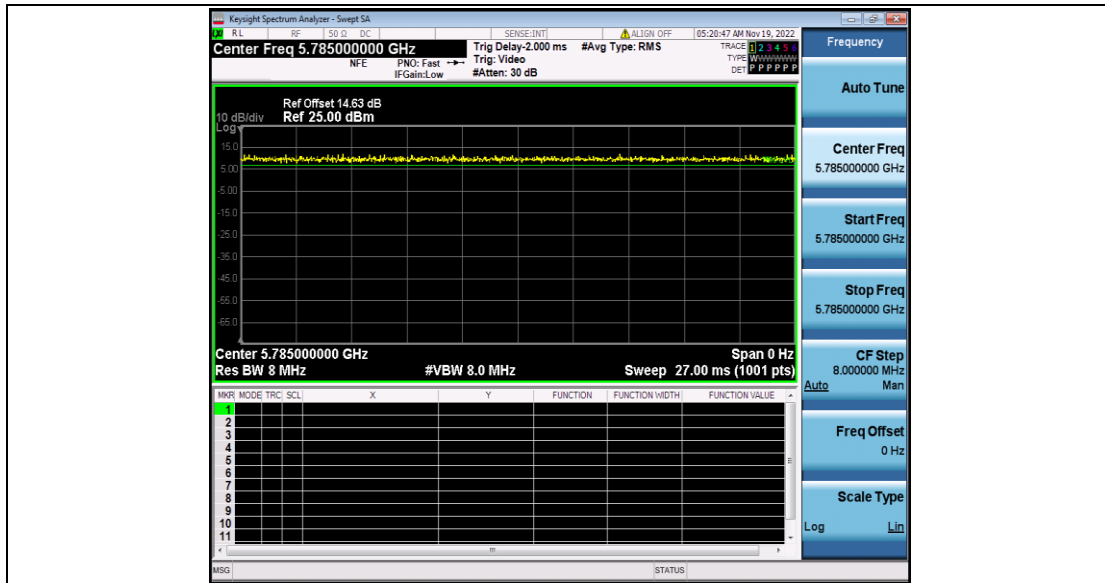 Keysight Spectrum Analyzer - Swept SA
RL RF 50 Ω DC SENSE:INT ALIGN OFF 05:20:47 AM Nov 19, 2022
Center Freq 5.785000000 GHz
NFE PNO: Fast IFGain:Low
Trig Delay-2.000 ms #Avg Type: RMS
Trig: Video
#Atten: 30 dB
TRACE 1 2 3 4 5 6
TYPE WWWWWW
DET P P P P P P
Ref Offset 14.63 dB
10 dB/div Ref 25.00 dBm
Log
15.0
5.00
-5.00
-15.0
-25.0
-35.0
-45.0
-55.0
-65.0
Center 5.785000000 GHz Span 0 Hz
Res BW 8 MHz #VBW 8.0 MHz Sweep 27.00 ms (1001 pts)
MKR MODE TRC SCL X Y FUNCTION FUNCTION WIDTH FUNCTION VALUE
1
2
3
4
5
6
7
8
9
10
11
MSG STATUS
Frequency
Auto Tune
Center Freq
5.785000000 GHz
Start Freq
5.785000000 GHz
Stop Freq
5.785000000 GHz
CF Step
8.000000 MHz
Auto Man
Freq Offset
0 Hz
Scale Type
Log Lin